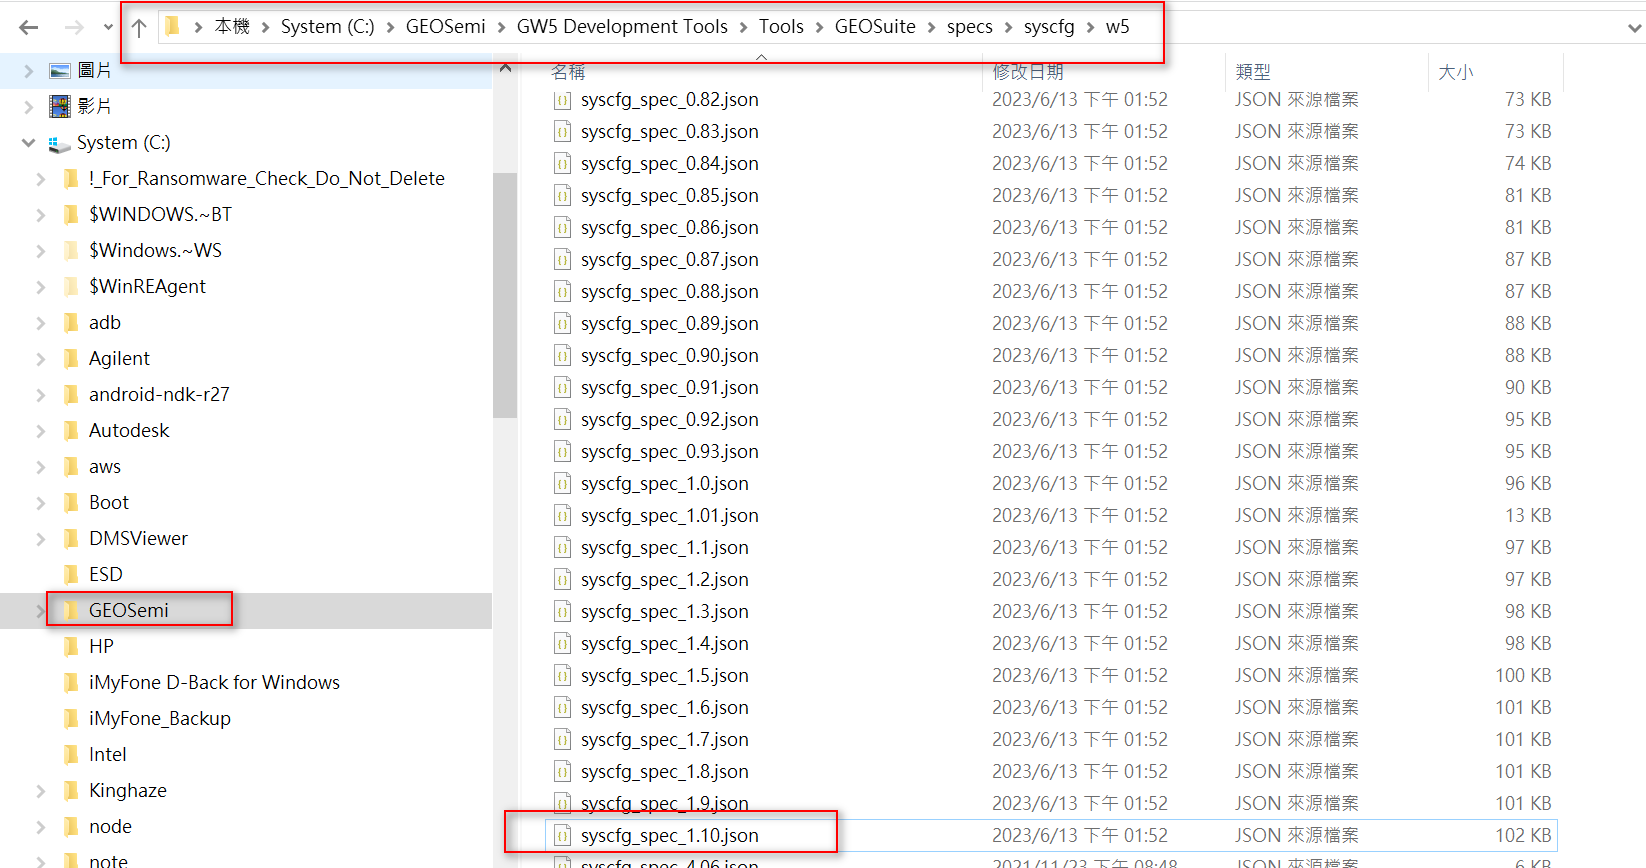 本機 > System (C:) > GEOSemi > GW5 Development Tools > Tools > GEOSuite > specs > syscfg > w5
圖片
影片
System (C:)
!_For_Ransomware_Check_Do_Not_Delete
$WINDOWS.~BT
$Windows.~WS
$WinREAgent
adb
Agilent
android-ndk-r27
Autodesk
aws
Boot
DMSViewer
ESD
GEOSemi
HP
iMyFone D-Back for Windows
iMyFone_Backup
Intel
Kinghaze
node
note
名稱 修改日期 類型 大小
syscfg_spec_0.82.json 2023/6/13 下午 01:52 JSON 來源檔案 73 KB
syscfg_spec_0.83.json 2023/6/13 下午 01:52 JSON 來源檔案 73 KB
syscfg_spec_0.84.json 2023/6/13 下午 01:52 JSON 來源檔案 74 KB
syscfg_spec_0.85.json 2023/6/13 下午 01:52 JSON 來源檔案 81 KB
syscfg_spec_0.86.json 2023/6/13 下午 01:52 JSON 來源檔案 81 KB
syscfg_spec_0.87.json 2023/6/13 下午 01:52 JSON 來源檔案 87 KB
syscfg_spec_0.88.json 2023/6/13 下午 01:52 JSON 來源檔案 87 KB
syscfg_spec_0.89.json 2023/6/13 下午 01:52 JSON 來源檔案 88 KB
syscfg_spec_0.90.json 2023/6/13 下午 01:52 JSON 來源檔案 88 KB
syscfg_spec_0.91.json 2023/6/13 下午 01:52 JSON 來源檔案 90 KB
syscfg_spec_0.92.json 2023/6/13 下午 01:52 JSON 來源檔案 95 KB
syscfg_spec_0.93.json 2023/6/13 下午 01:52 JSON 來源檔案 95 KB
syscfg_spec_1.0.json 2023/6/13 下午 01:52 JSON 來源檔案 96 KB
syscfg_spec_1.01.json 2023/6/13 下午 01:52 JSON 來源檔案 13 KB
syscfg_spec_1.1.json 2023/6/13 下午 01:52 JSON 來源檔案 97 KB
syscfg_spec_1.2.json 2023/6/13 下午 01:52 JSON 來源檔案 97 KB
syscfg_spec_1.3.json 2023/6/13 下午 01:52 JSON 來源檔案 98 KB
syscfg_spec_1.4.json 2023/6/13 下午 01:52 JSON 來源檔案 98 KB
syscfg_spec_1.5.json 2023/6/13 下午 01:52 JSON 來源檔案 100 KB
syscfg_spec_1.6.json 2023/6/13 下午 01:52 JSON 來源檔案 101 KB
syscfg_spec_1.7.json 2023/6/13 下午 01:52 JSON 來源檔案 101 KB
syscfg_spec_1.8.json 2023/6/13 下午 01:52 JSON 來源檔案 101 KB
syscfg_spec_1.9.json 2023/6/13 下午 01:52 JSON 來源檔案 101 KB
syscfg_spec_1.10.json 2023/6/13 下午 01:52 JSON 來源檔案 102 KB
syscfg_spec_4.06.json 2021/11/23 下午 08:48 JSON 來源檔案 6 KB